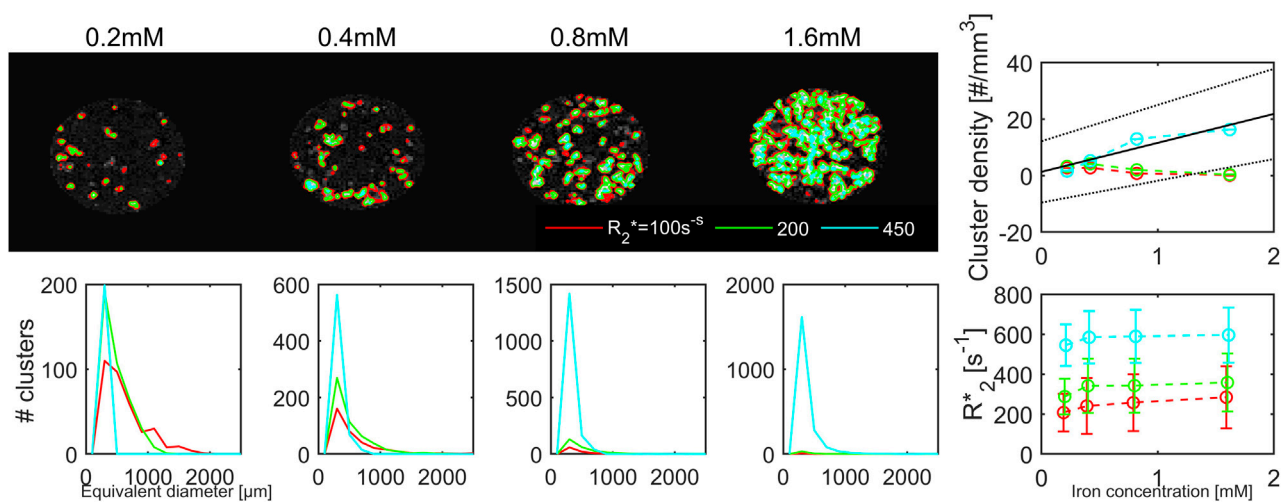 0.2mM 0.4mM 0.8mM 1.6mM
R2*=100s-s 200 450
Cluster density [#/mm3]
40
20
0
-20
0 1 2
# clusters
200
100
0
0 1000 2000
Equivalent diameter [µm]
600
400
200
0
0 1000 2000
1500
1000
500
0
0 1000 2000
2000
1000
0
0 1000 2000
R*2 [s-1]
800
600
400
200
0
0 1 2
Iron concentration [mM]